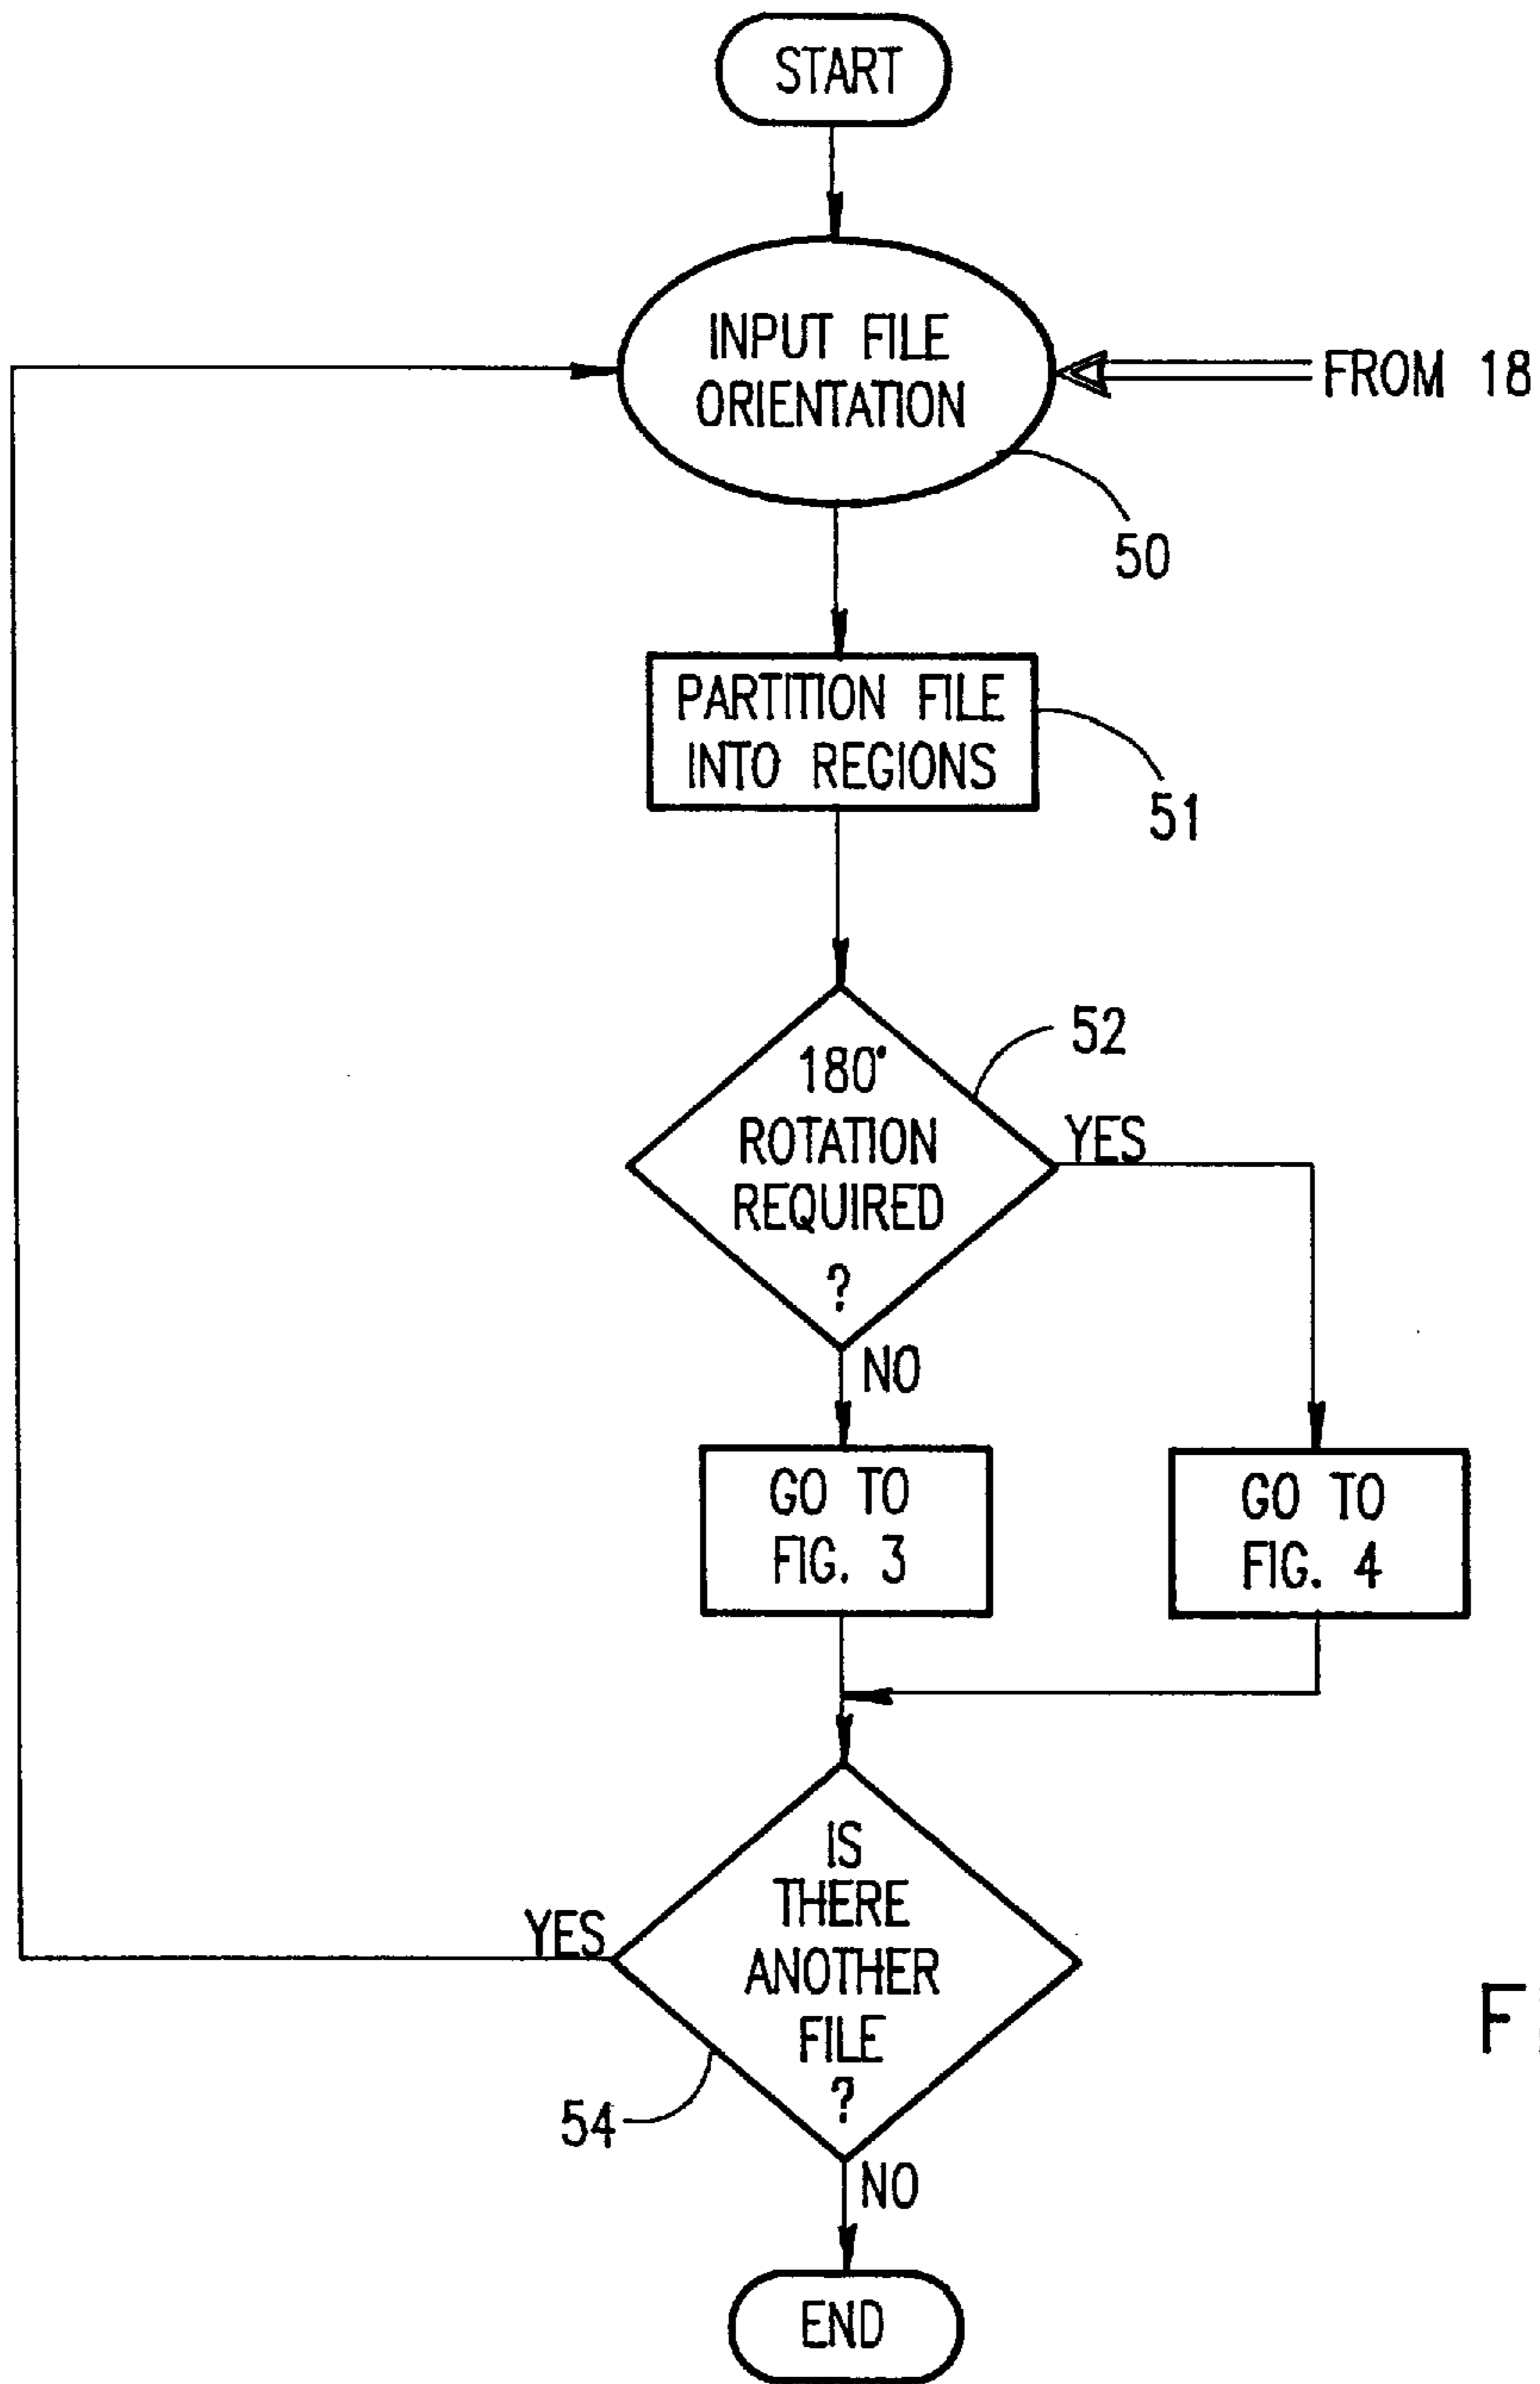 START
INPUT FILE
ORIENTATION
FROM 18
50
PARTITION FILE
INTO REGIONS
51
52
180°
ROTATION
REQUIRED
?
YES
NO
GO TO
FIG. 3
GO TO
FIG. 4
IS
THERE
ANOTHER
FILE
?
YES
54
NO
END